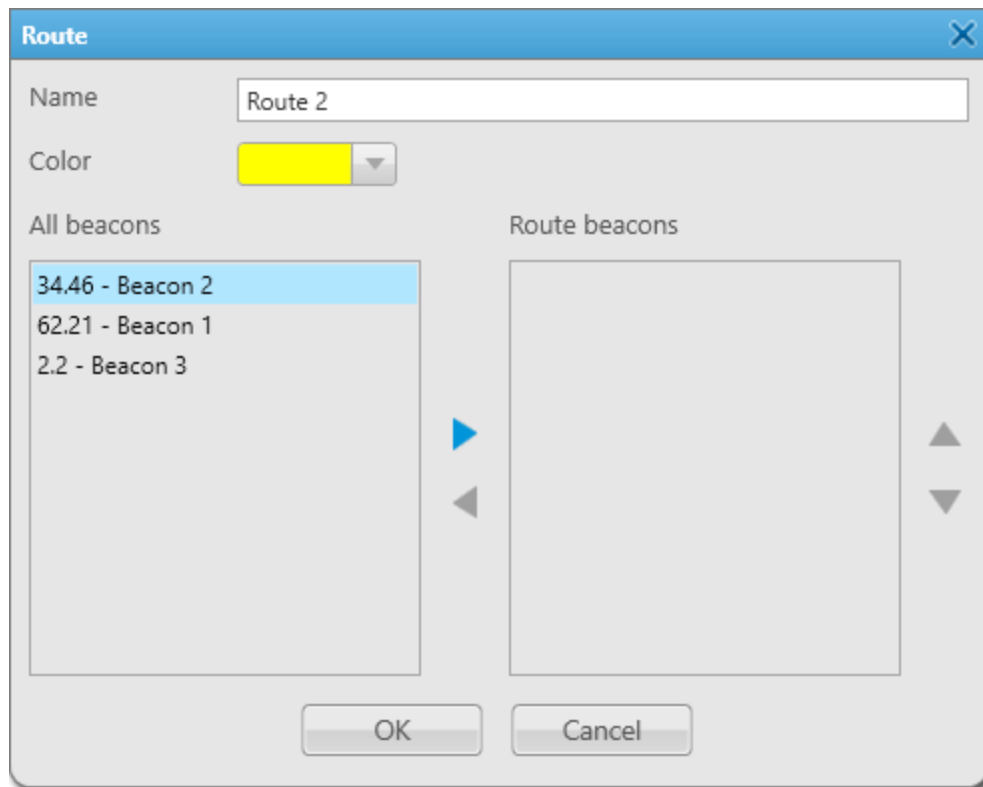 Route
Name
Route 2
Color
All beacons
Route beacons
34.46 - Beacon 2
62.21 - Beacon 1
2.2 - Beacon 3
OK
Cancel